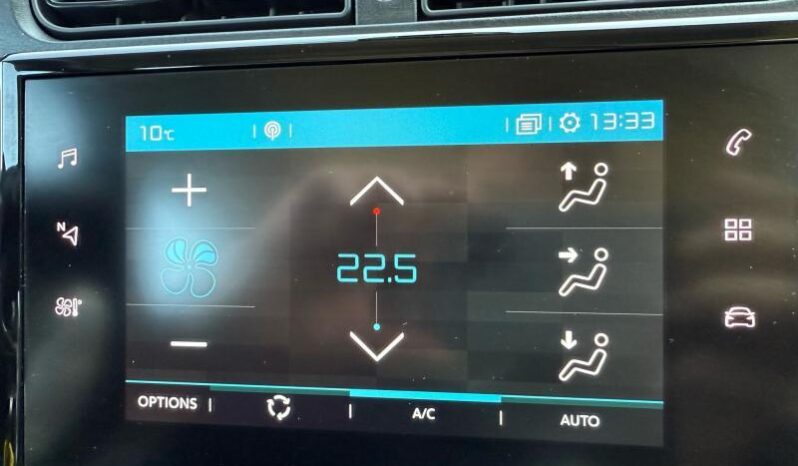 10℃ 13:33
N
22.5
OPTIONS A/C AUTO